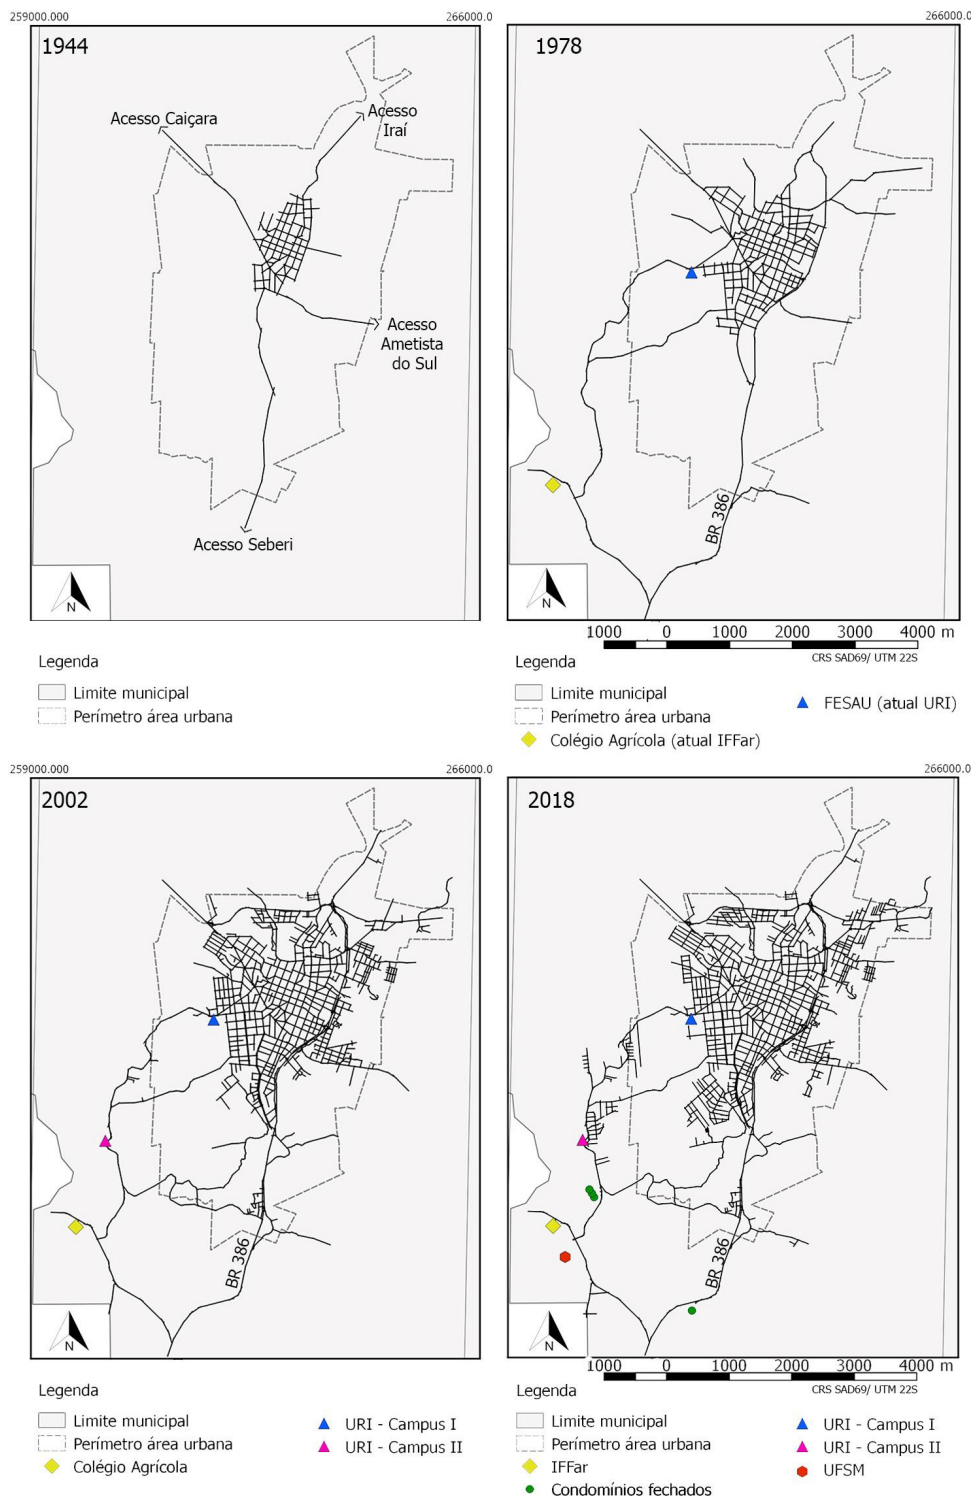 259000.000
266000.0
266000.0
1944
Acesso Caiçara
Acesso
Iraí
Acesso
Ametista
do Sul
Acesso Seberi
N
1978
BR 386
N
1000 0 1000 2000 3000 4000 m
CRS SAD69/ UTM 22S
Legenda
Limite municipal
Perímetro área urbana
Legenda
Limite municipal
Perímetro área urbana
Colégio Agrícola (atual IFFar)
FESAU (atual URI)
259000.000
266000.0
266000.0
2002
BR 386
N
2018
BR 386
N
1000 0 1000 2000 3000 4000 m
CRS SAD69/ UTM 22S
Legenda
Limite municipal
Perímetro área urbana
Colégio Agrícola
URI - Campus I
URI - Campus II
Legenda
Limite municipal
Perímetro área urbana
IFFar
Condomínios fechados
URI - Campus I
URI - Campus II
UFSM